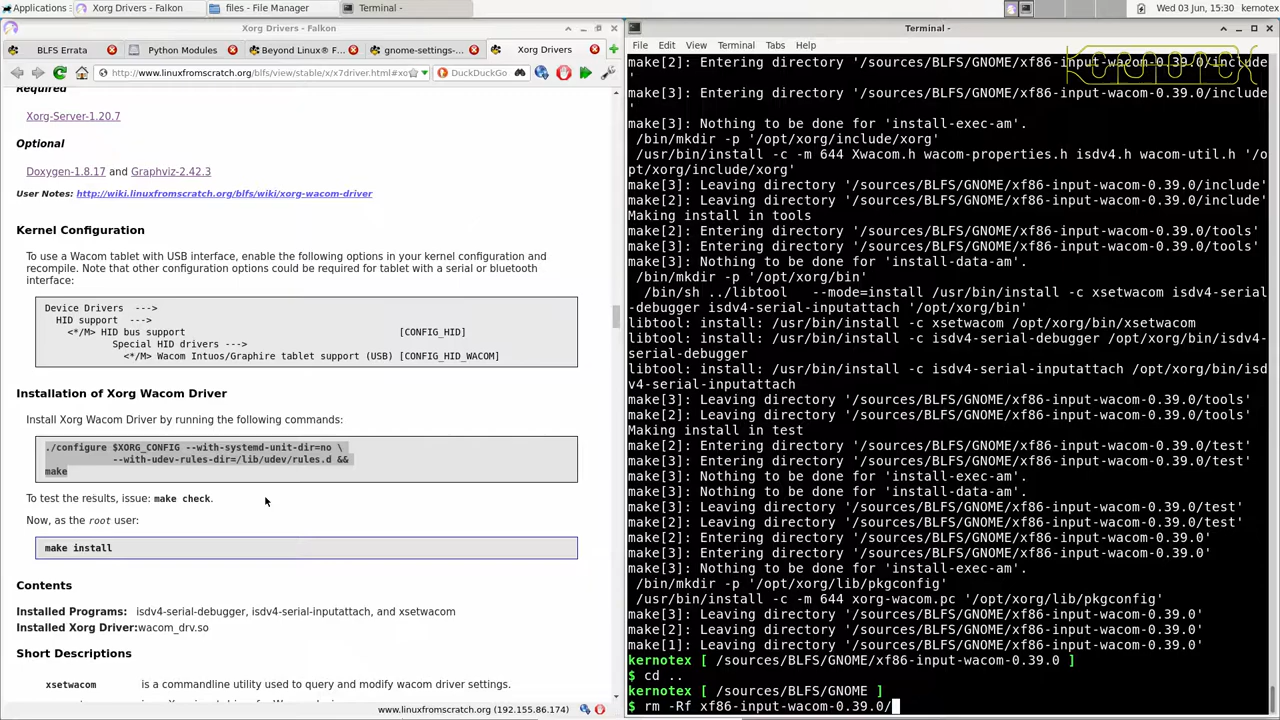 Applications
Xorg Drivers - Falkon
files - File Manager
Terminal -
Wed 03 Jun, 15:30
kernotex
Xorg Drivers - Falkon
BLFS Errata
Python Modules
Beyond Linux® F...
gnome-settings-...
Xorg Drivers
http://www.linuxfromscratch.org/blfs/view/stable/x/x7driver.html#xo
DuckDuckGo
Required
Xorg-Server-1.20.7
Optional
Doxygen-1.8.17 and Graphviz-2.42.3
User Notes: http://wiki.linuxfromscratch.org/blfs/wiki/xorg-wacom-driver
Kernel Configuration
To use a Wacom tablet with USB interface, enable the following options in your kernel configuration and
recompile. Note that other configuration options could be required for tablet with a serial or bluetooth
interface:
Device Drivers --->
HID support --->
<*/M> HID bus support [CONFIG_HID]
Special HID drivers --->
<*/M> Wacom Intuos/Graphire tablet support (USB) [CONFIG_HID_WACOM]
Installation of Xorg Wacom Driver
Install Xorg Wacom Driver by running the following commands:
./configure $XORG_CONFIG --with-systemd-unit-dir=no \
--with-udev-rules-dir=/lib/udev/rules.d &&
make
To test the results, issue: make check.
Now, as the root user:
make install
Contents
Installed Programs: isdv4-serial-debugger, isdv4-serial-inputattach, and xsetwacom
Installed Xorg Driver: wacom_drv.so
Short Descriptions
xsetwacom is a commandline utility used to query and modify wacom driver settings.
www.linuxfromscratch.org (192.155.86.174)
Terminal -
File Edit View Terminal Tabs Help
make[2]: Entering directory '/sources/BLFS/GNOME/xf86-input-wacom-0.39.0/include
'
make[3]: Entering directory '/sources/BLFS/GNOME/xf86-input-wacom-0.39.0/include
'
make[3]: Nothing to be done for 'install-exec-am'.
/bin/mkdir -p '/opt/xorg/include/xorg'
/usr/bin/install -c -m 644 Xwacom.h wacom-properties.h isdv4.h wacom-util.h '/o
pt/xorg/include/xorg'
make[3]: Leaving directory '/sources/BLFS/GNOME/xf86-input-wacom-0.39.0/include'
make[2]: Leaving directory '/sources/BLFS/GNOME/xf86-input-wacom-0.39.0/include'
Making install in tools
make[2]: Entering directory '/sources/BLFS/GNOME/xf86-input-wacom-0.39.0/tools'
make[3]: Entering directory '/sources/BLFS/GNOME/xf86-input-wacom-0.39.0/tools'
make[3]: Nothing to be done for 'install-data-am'.
/bin/mkdir -p '/opt/xorg/bin'
/bin/sh ../libtool --mode=install /usr/bin/install -c xsetwacom isdv4-serial
-debugger isdv4-serial-inputattach '/opt/xorg/bin'
libtool: install: /usr/bin/install -c xsetwacom /opt/xorg/bin/xsetwacom
libtool: install: /usr/bin/install -c isdv4-serial-debugger /opt/xorg/bin/isdv4-
serial-debugger
libtool: install: /usr/bin/install -c isdv4-serial-inputattach /opt/xorg/bin/isd
v4-serial-inputattach
make[3]: Leaving directory '/sources/BLFS/GNOME/xf86-input-wacom-0.39.0/tools'
make[2]: Leaving directory '/sources/BLFS/GNOME/xf86-input-wacom-0.39.0/tools'
Making install in test
make[2]: Entering directory '/sources/BLFS/GNOME/xf86-input-wacom-0.39.0/test'
make[3]: Entering directory '/sources/BLFS/GNOME/xf86-input-wacom-0.39.0/test'
make[3]: Nothing to be done for 'install-exec-am'.
make[3]: Nothing to be done for 'install-data-am'.
make[3]: Leaving directory '/sources/BLFS/GNOME/xf86-input-wacom-0.39.0/test'
make[2]: Leaving directory '/sources/BLFS/GNOME/xf86-input-wacom-0.39.0/test'
make[2]: Entering directory '/sources/BLFS/GNOME/xf86-input-wacom-0.39.0'
make[3]: Entering directory '/sources/BLFS/GNOME/xf86-input-wacom-0.39.0'
make[3]: Nothing to be done for 'install-exec-am'.
/bin/mkdir -p '/opt/xorg/lib/pkgconfig'
/usr/bin/install -c -m 644 xorg-wacom.pc '/opt/xorg/lib/pkgconfig'
make[3]: Leaving directory '/sources/BLFS/GNOME/xf86-input-wacom-0.39.0'
make[2]: Leaving directory '/sources/BLFS/GNOME/xf86-input-wacom-0.39.0'
make[1]: Leaving directory '/sources/BLFS/GNOME/xf86-input-wacom-0.39.0'
kernotex [ /sources/BLFS/GNOME/xf86-input-wacom-0.39.0 ]
$ cd ..
kernotex [ /sources/BLFS/GNOME ]
$ rm -Rf xf86-input-wacom-0.39.0/